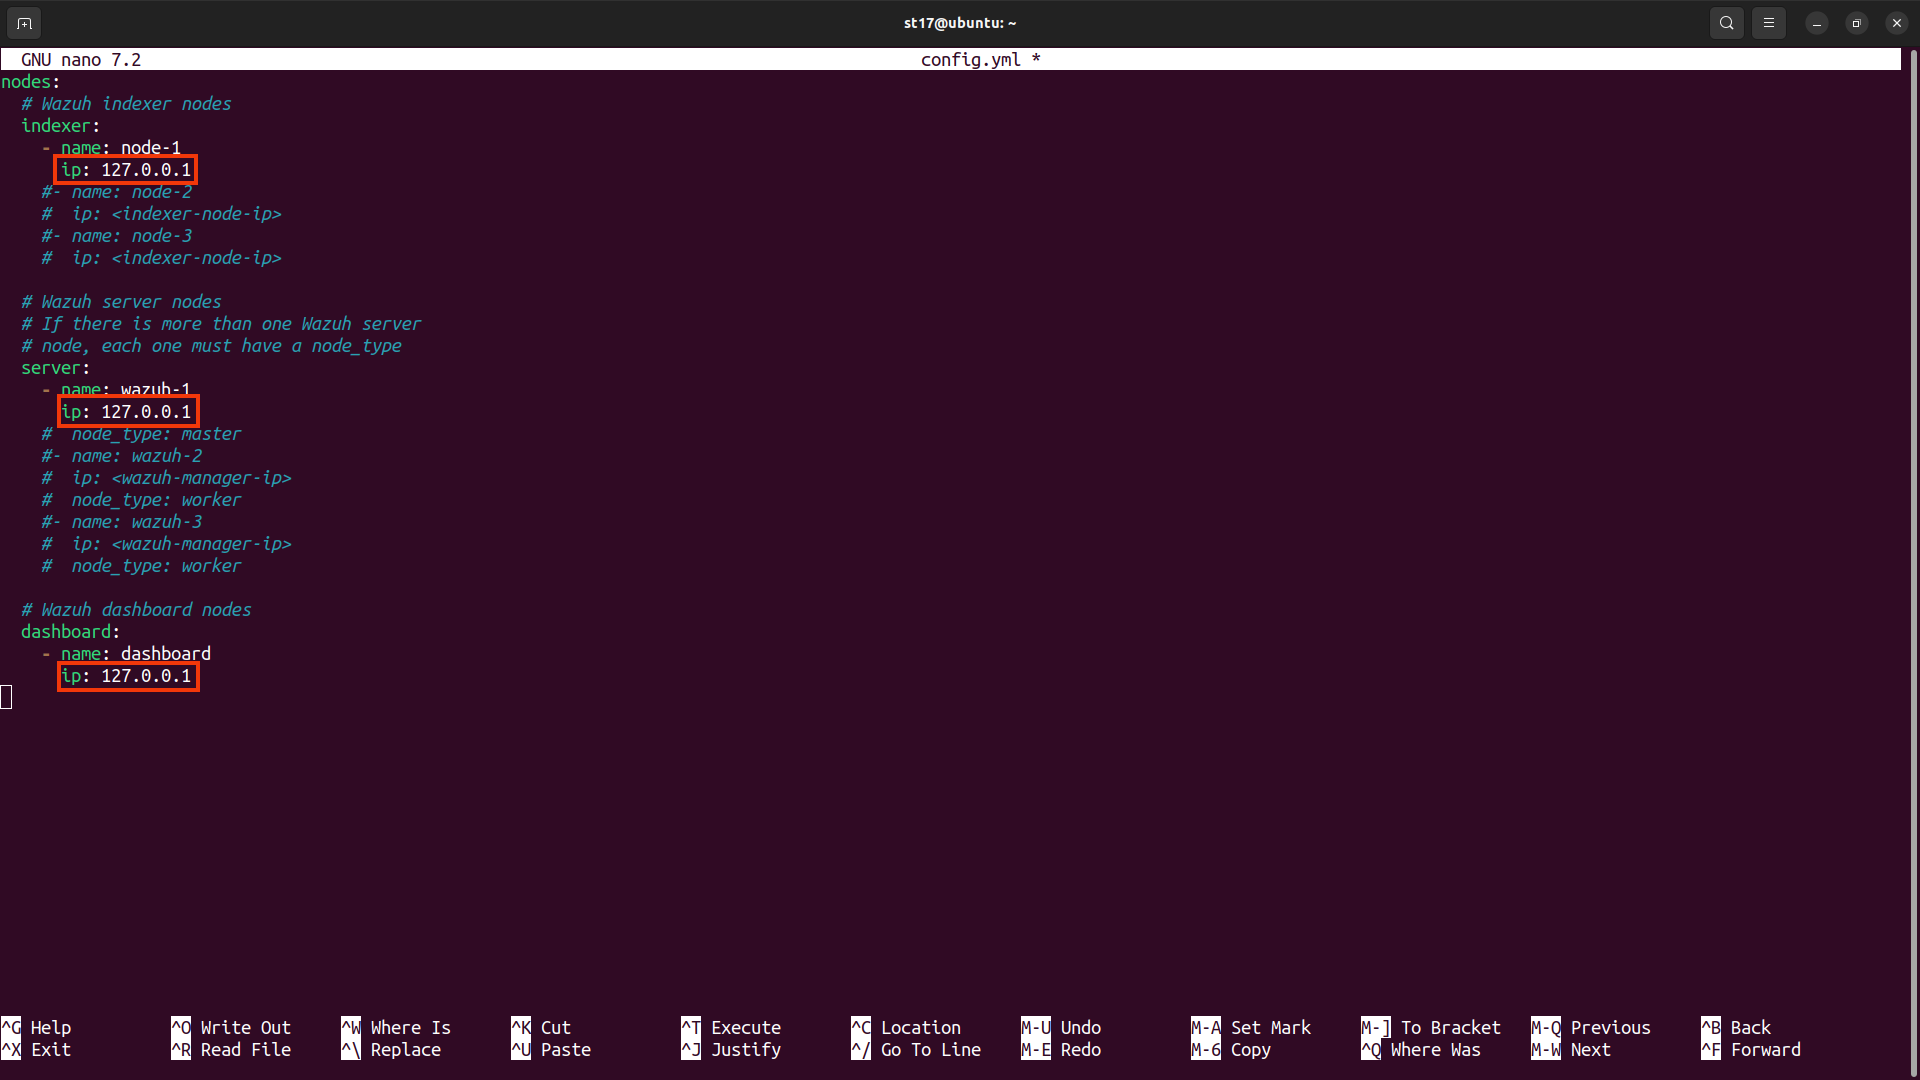 st17@ubuntu: ~
GNU nano 7.2 config.yml *
nodes:
  # Wazuh indexer nodes
  indexer:
    - name: node-1
      ip: 127.0.0.1
    #- name: node-2
    #  ip: <indexer-node-ip>
    #- name: node-3
    #  ip: <indexer-node-ip>

  # Wazuh server nodes
  # If there is more than one Wazuh server
  # node, each one must have a node_type
  server:
    - name: wazuh-1
      ip: 127.0.0.1
    #  node_type: master
    #- name: wazuh-2
    #  ip: <wazuh-manager-ip>
    #  node_type: worker
    #- name: wazuh-3
    #  ip: <wazuh-manager-ip>
    #  node_type: worker

  # Wazuh dashboard nodes
  dashboard:
    - name: dashboard
      ip: 127.0.0.1
^G Help ^O Write Out ^W Where Is ^K Cut ^T Execute ^C Location M-U Undo M-A Set Mark M-] To Bracket M-Q Previous ^B Back
^X Exit ^R Read File ^\ Replace ^U Paste ^J Justify ^/ Go To Line M-E Redo M-6 Copy ^Q Where Was M-W Next ^F Forward